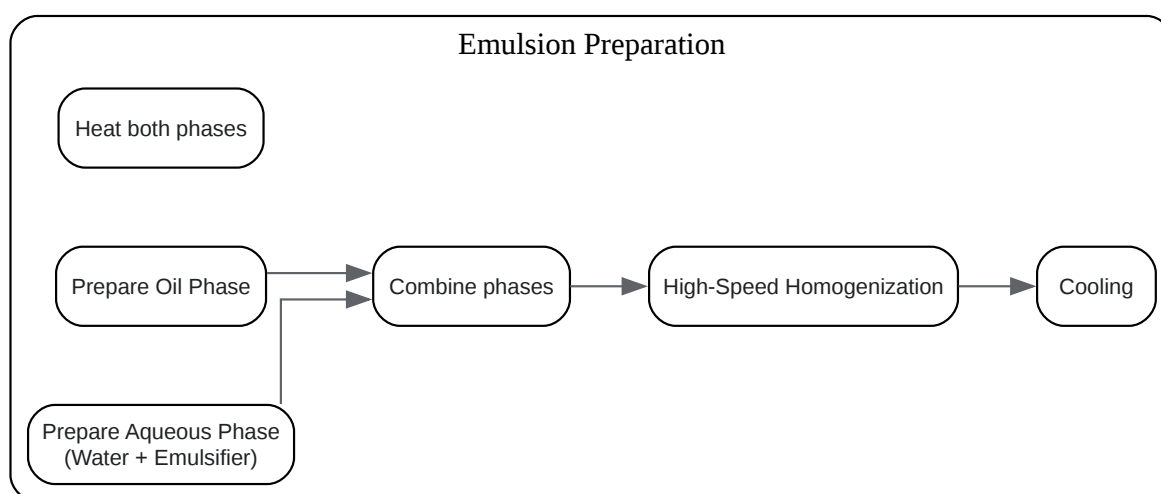 Emulsion Preparation
Heat both phases
Prepare Oil Phase
Combine phases
High-Speed Homogenization
Cooling
Prepare Aqueous Phase
(Water + Emulsifier)